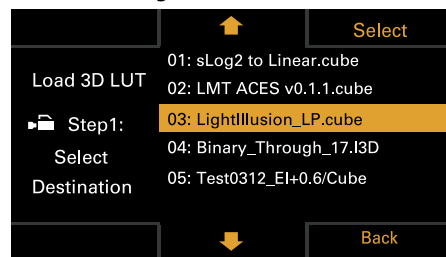 Select
Load 3D LUT
Step1:
Select
Destination
01: sLog2 to Linear.cube
02: LMT ACES v0.1.1.cube
03: LightIllusion_LP.cube
04: Binary_Through_17.l3D
05: Test0312_EI+0.6/Cube
Back